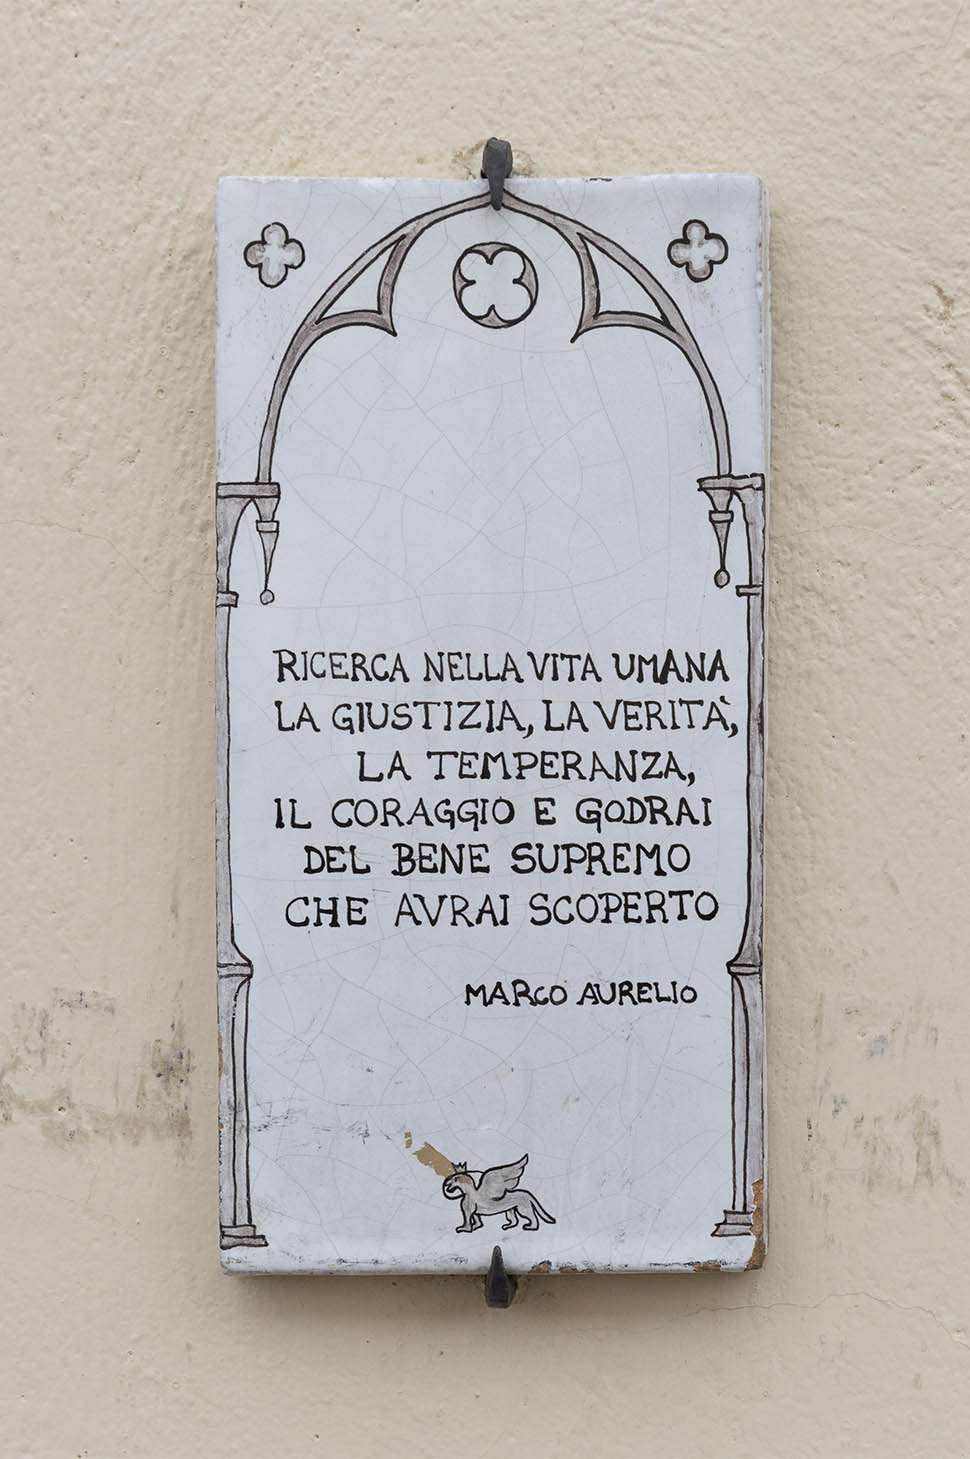 RICERCA NELLA VITA UMANA
LA GIUSTIZIA, LA VERITÀ,
LA TEMPERANZA,
IL CORAGGIO E GODRAI
DEL BENE SUPREMO
CHE AVRAI SCOPERTO
MARCO AURELIO